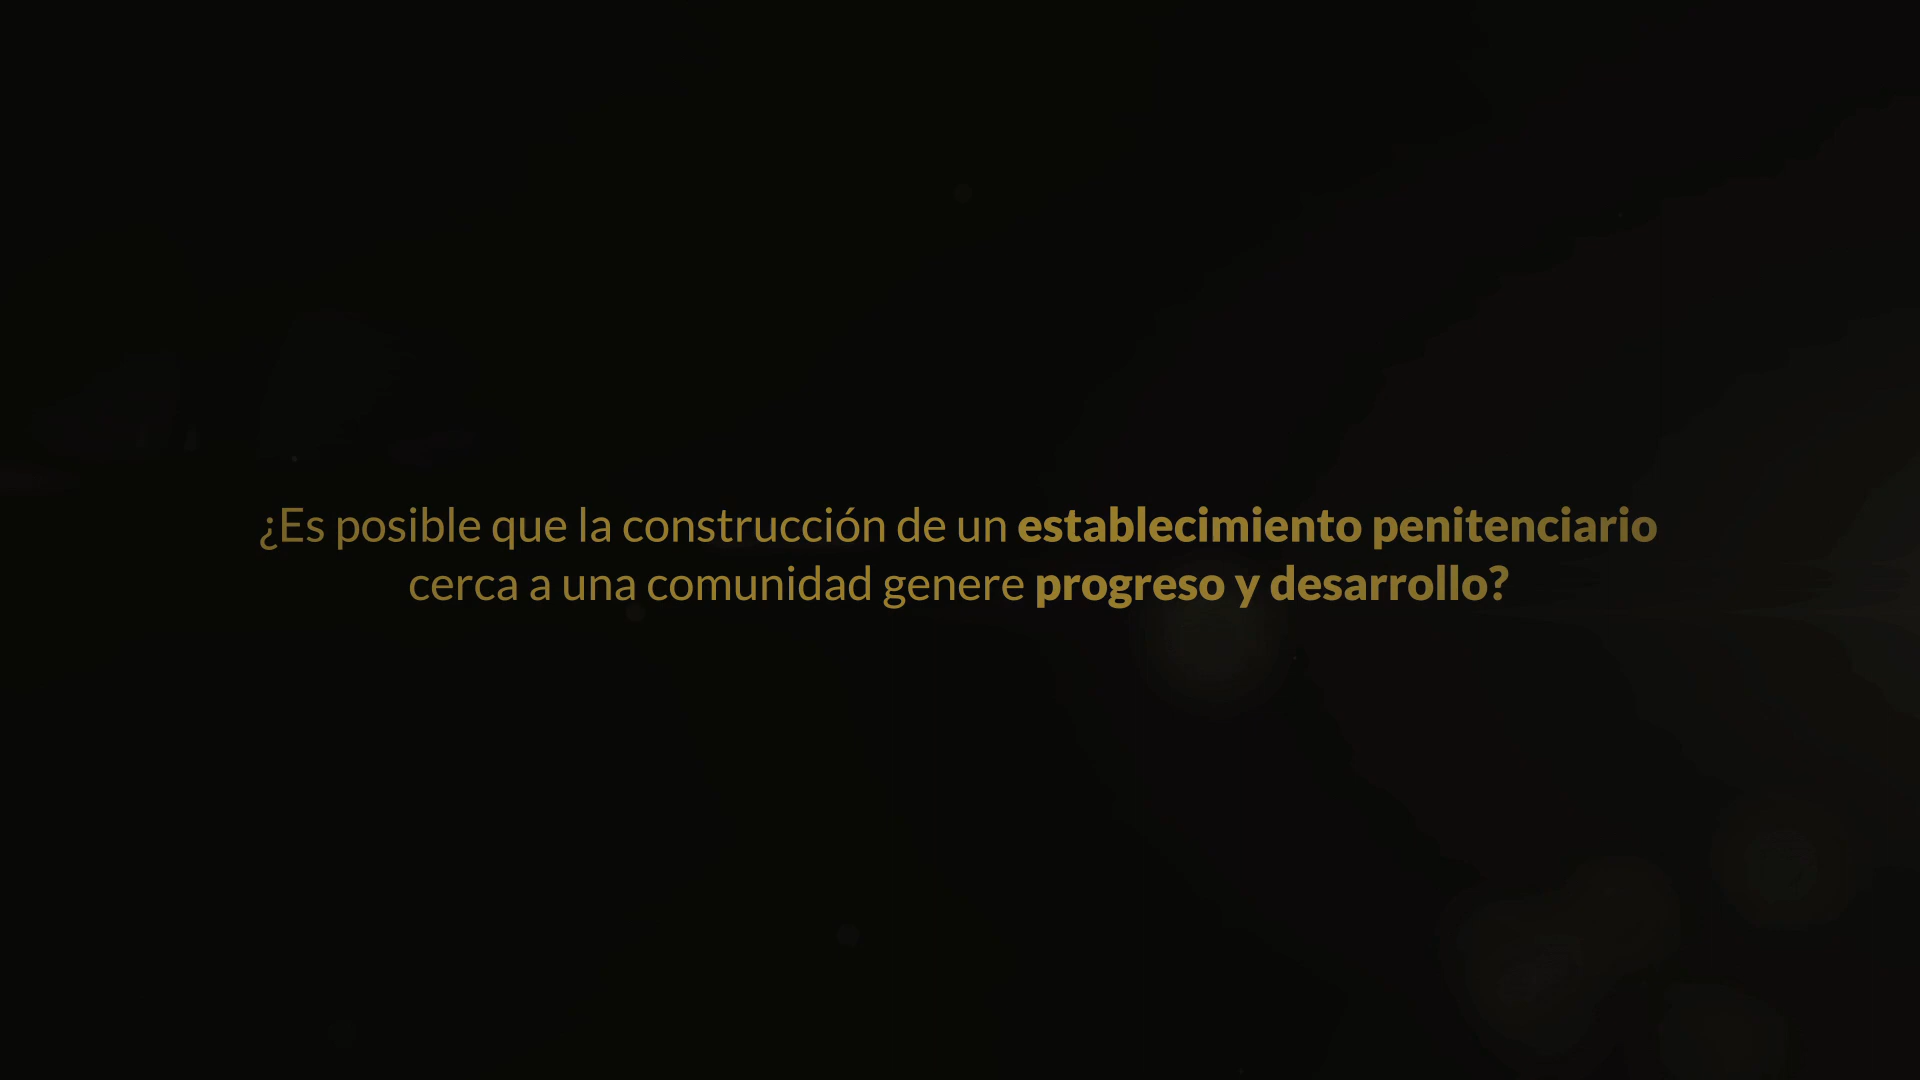 ¿Es posible que la construcción de un establecimiento penitenciario
cerca a una comunidad genere progreso y desarrollo?